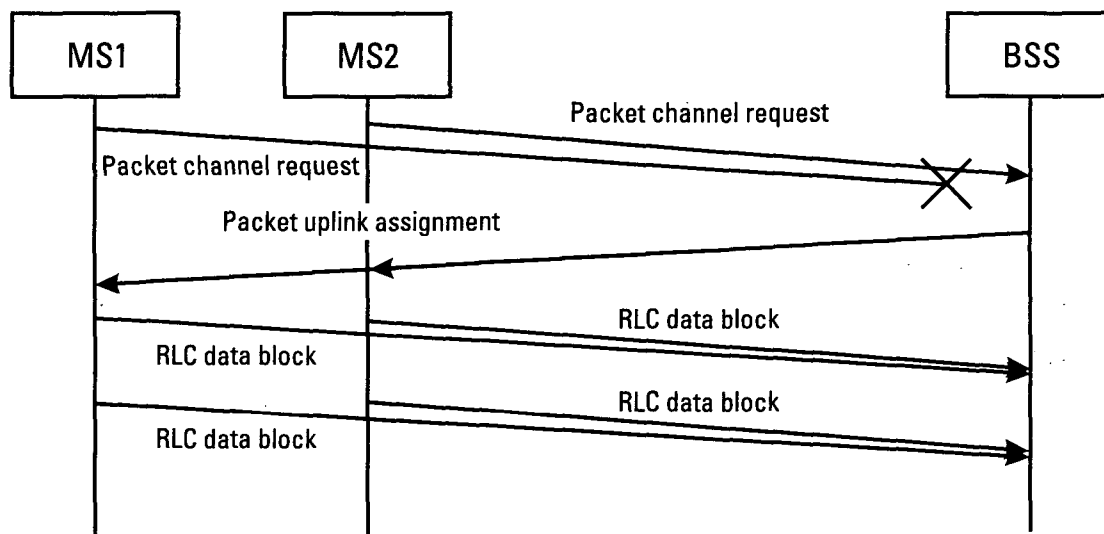 MS1
MS2
BSS
Packet channel request
Packet channel request
Packet uplink assignment
RLC data block
RLC data block
RLC data block
RLC data block